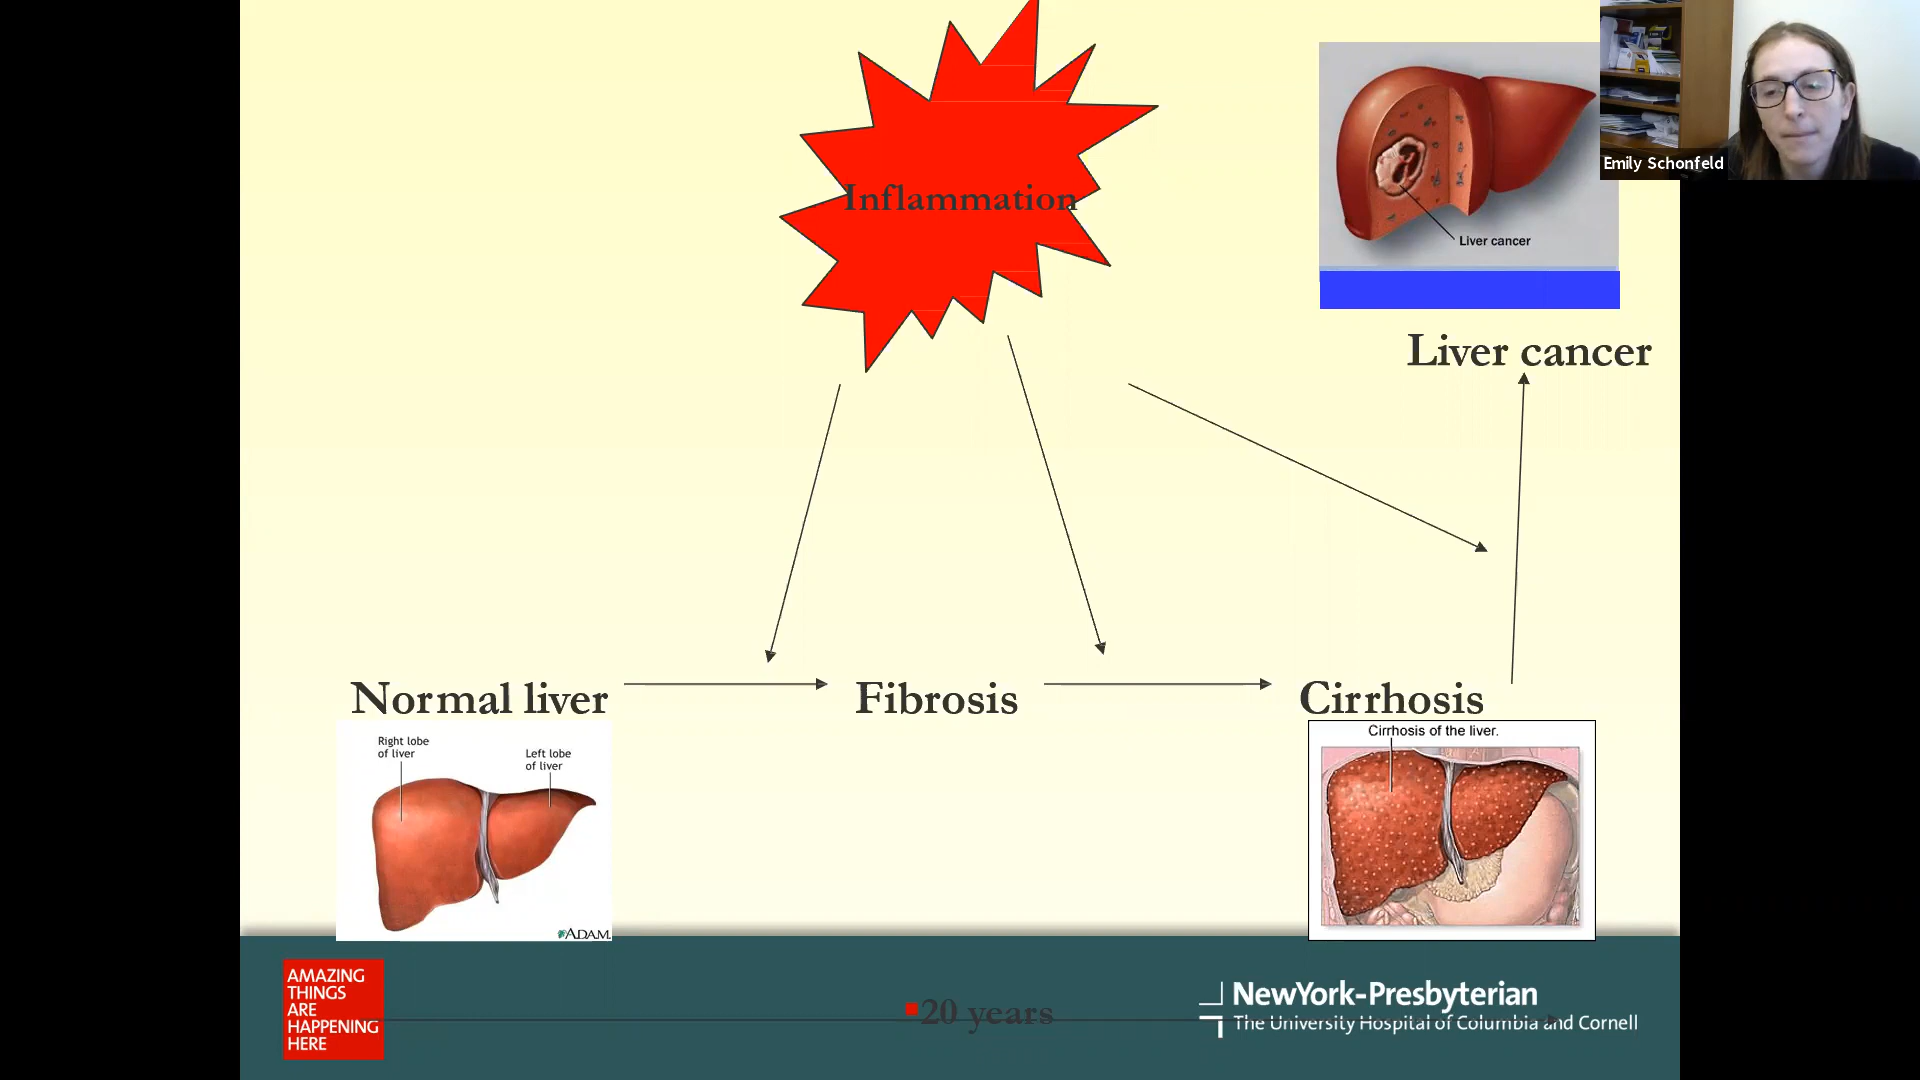 Inflammation
Liver cancer
Emily Schonfeld
Liver cancer
Normal liver
Fibrosis
Cirrhosis
Right lobe
of liver
Left lobe
of liver
ADAM.
Cirrhosis of the liver.
AMAZING
THINGS
ARE
HAPPENING
HERE
20 years
NewYork-Presbyterian
The University Hospital of Columbia and Cornell